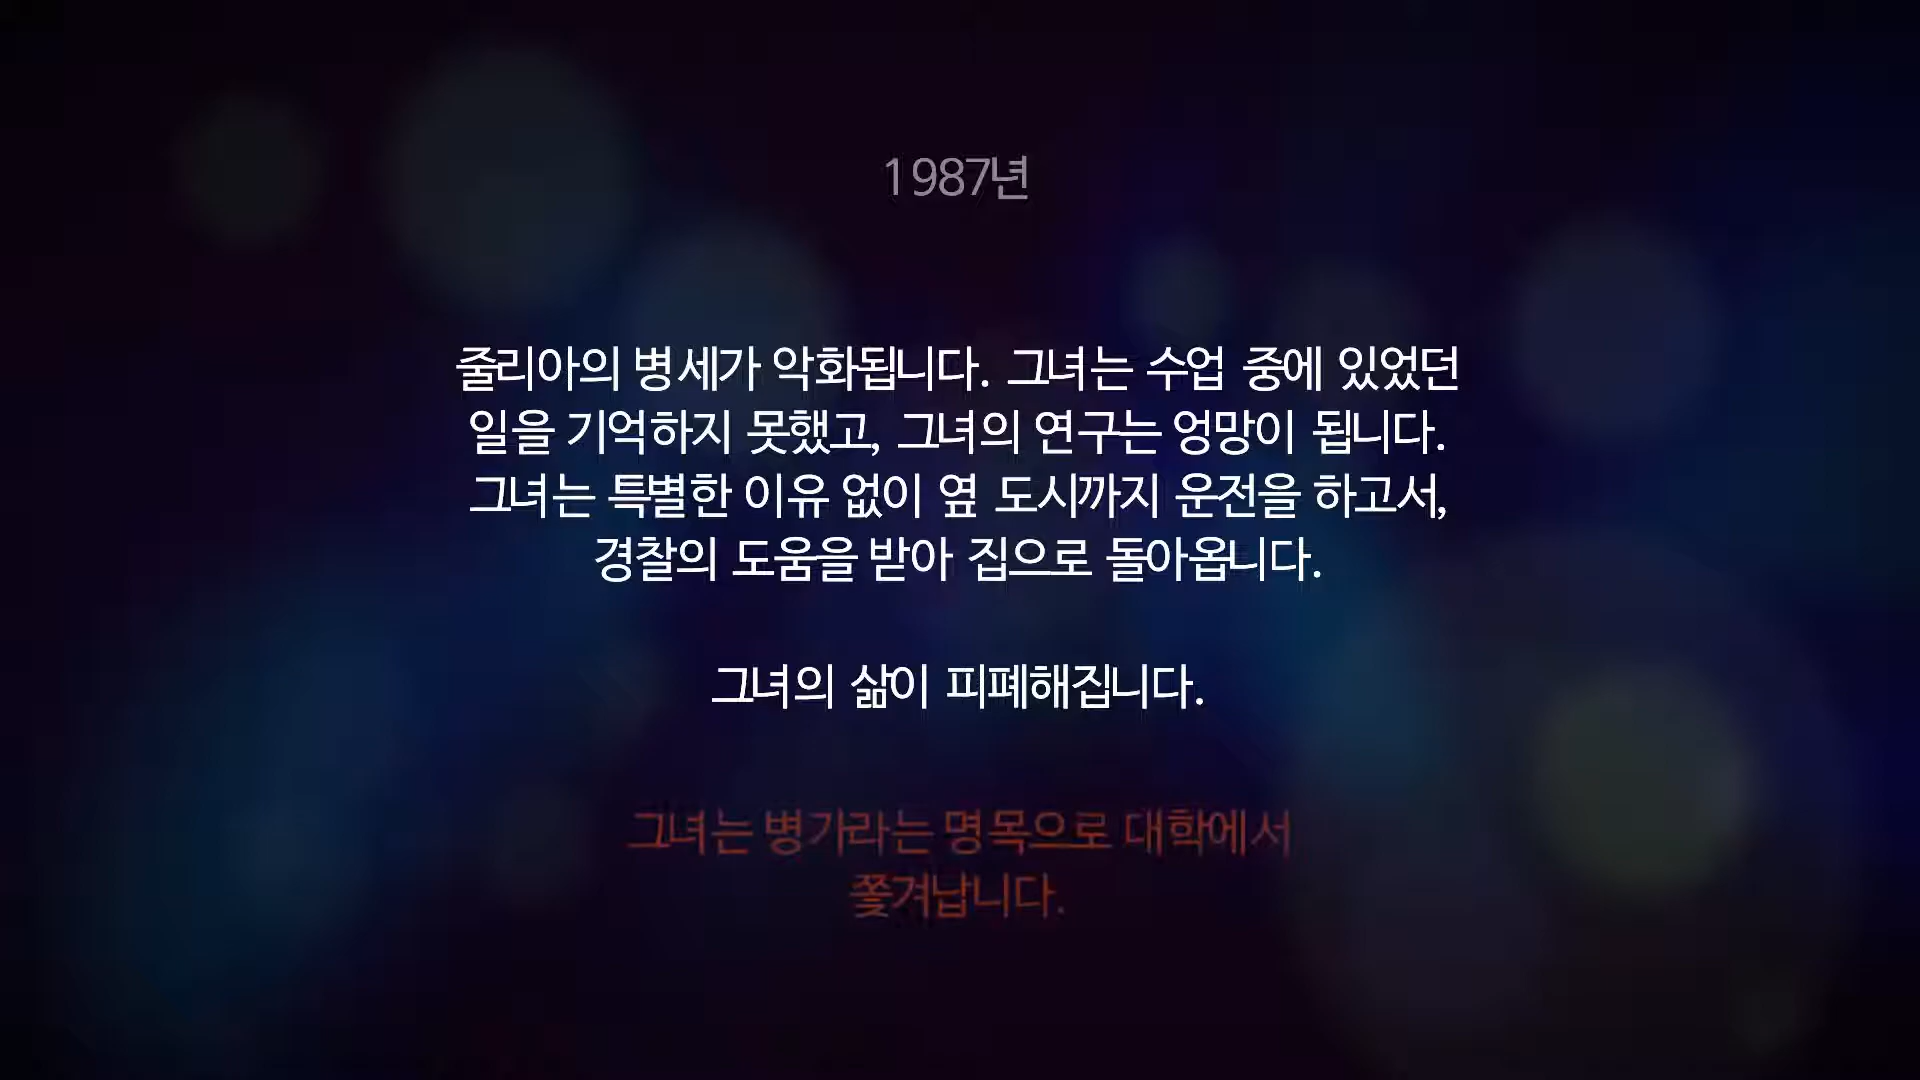 1987년
줄리아의 병세가 악화됩니다. 그녀는 수업 중에 있었던
일을 기억하지 못했고, 그녀의 연구는 엉망이 됩니다.
그녀는 특별한 이유 없이 옆 도시까지 운전을 하고서,
경찰의 도움을 받아 집으로 돌아옵니다.
그녀의 삶이 피폐해집니다.
그녀는 병가라는 명목으로 대학에서
쫓겨납니다.